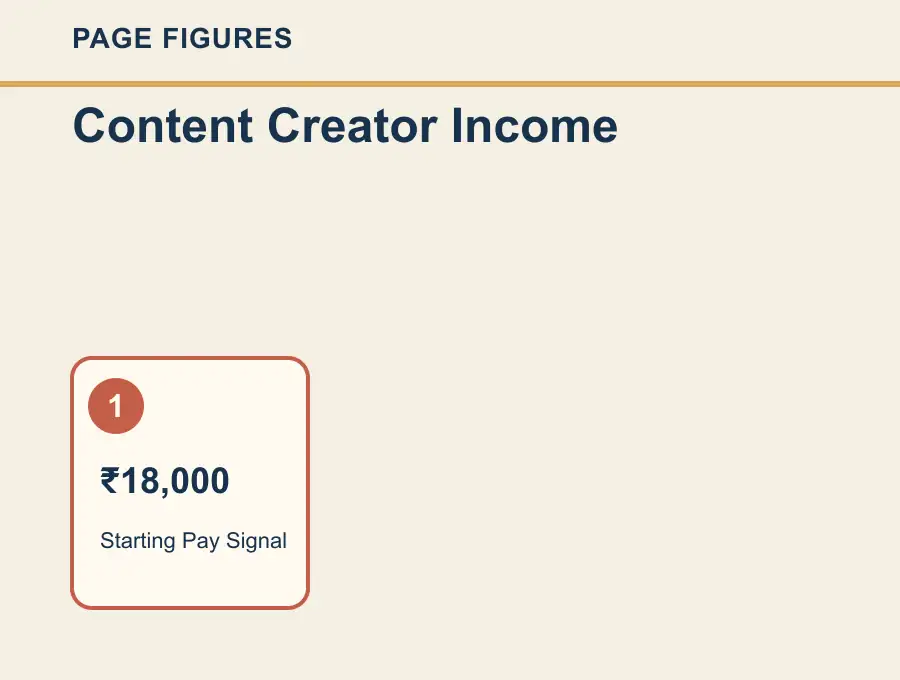 PAGE FIGURES
Content Creator Income
1
₹18,000
Starting Pay Signal